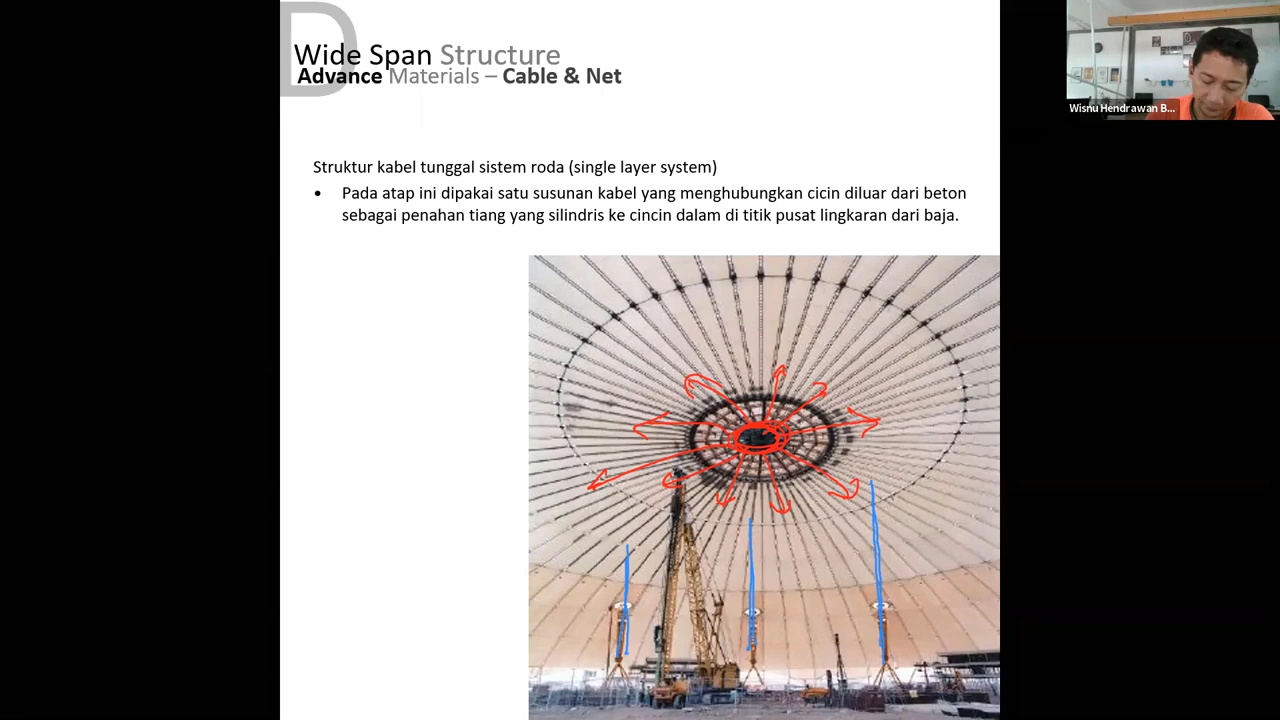 D
Wide Span Structure
Advance Materials – Cable & Net
Wisnu Hendrawan B...
Struktur kabel tunggal sistem roda (single layer system)
• Pada atap ini dipakai satu susunan kabel yang menghubungkan cicin diluar dari beton
sebagai penahan tiang yang silindris ke cincin dalam di titik pusat lingkaran dari baja.